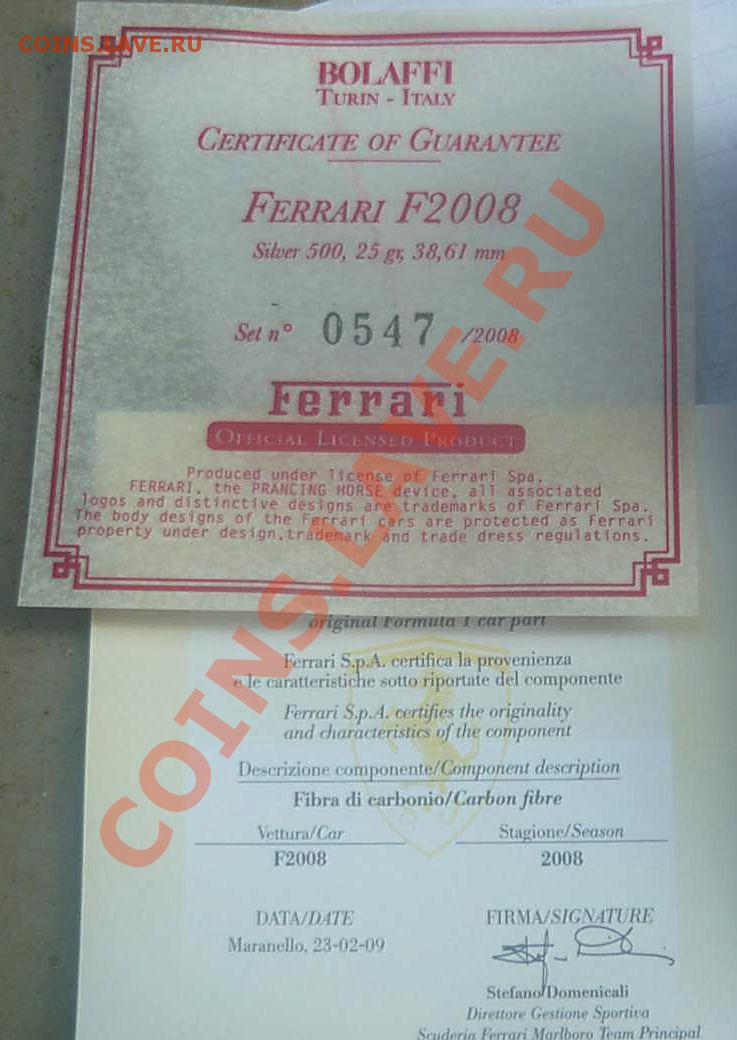 COINS.LAVE.RU
BOLAFFI
TURIN - ITALY
CERTIFICATE OF GUARANTEE
FERRARI F2008
Silver 500, 25 gr, 38,61 mm
Set n° 0547 /2008
Ferrari
OFFICIAL LICENSED PRODUCT
Produced under license of Ferrari Spa.
FERRARI, the PRANCING HORSE device, all associated
logos and distinctive designs are trademarks of Ferrari Spa.
The body designs of the Ferrari cars are protected as Ferrari
property under design,trademark and trade dress regulations.
COINS.LAVE.RU
original Formula 1 car part
Ferrari S.p.A. certifica la provenienza
e le caratteristiche sotto riportate del componente
Ferrari S.p.A. certifies the originality
and characteristics of the component
Descrizione componente/Component description
Fibra di carbonio/Carbon fibre
Vettura/Car Stagione/Season
F2008 2008
DATA/DATE FIRMA/SIGNATURE
Maranello, 23-02-09
Stefano Domenicali
Direttore Gestione Sportiva
Scuderia Ferrari Marlboro Team Principal